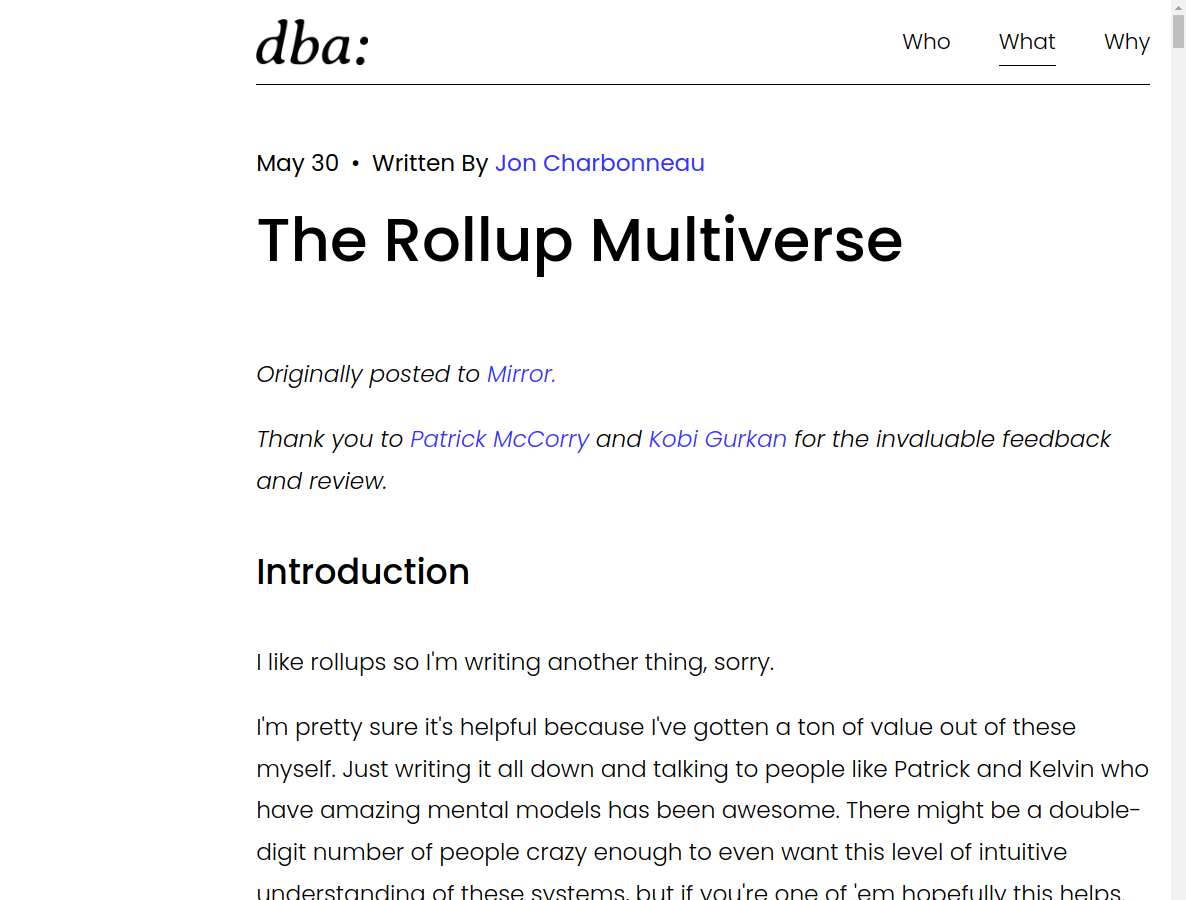 dba:
Who What Why
May 30 • Written By Jon Charbonneau
The Rollup Multiverse
Originally posted to Mirror.
Thank you to Patrick McCorry and Kobi Gurkan for the invaluable feedback
and review.
Introduction
I like rollups so I'm writing another thing, sorry.
I'm pretty sure it's helpful because I've gotten a ton of value out of these
myself. Just writing it all down and talking to people like Patrick and Kelvin who
have amazing mental models has been awesome. There might be a double-
digit number of people crazy enough to even want this level of intuitive
understanding of these systems, but if you're one of 'em hopefully this helps.